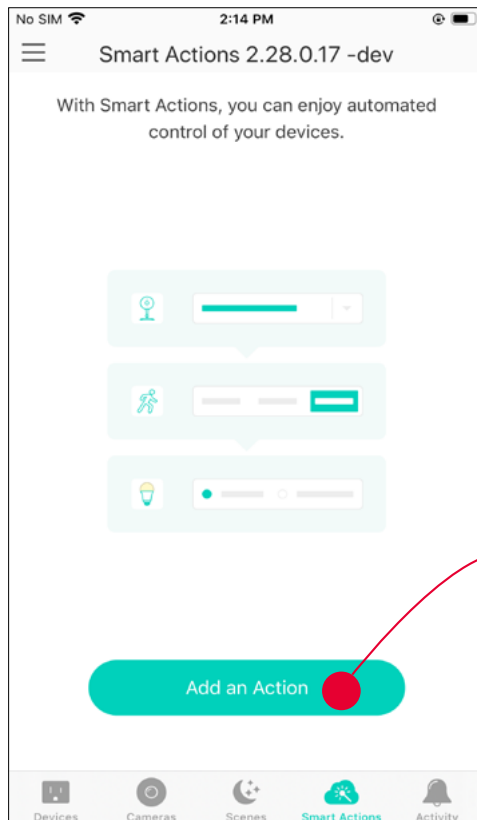 No SIM 2:14 PM
Smart Actions 2.28.0.17 -dev
With Smart Actions, you can enjoy automated
control of your devices.
Add an Action
Devices Cameras Scenes Smart Actions Activity